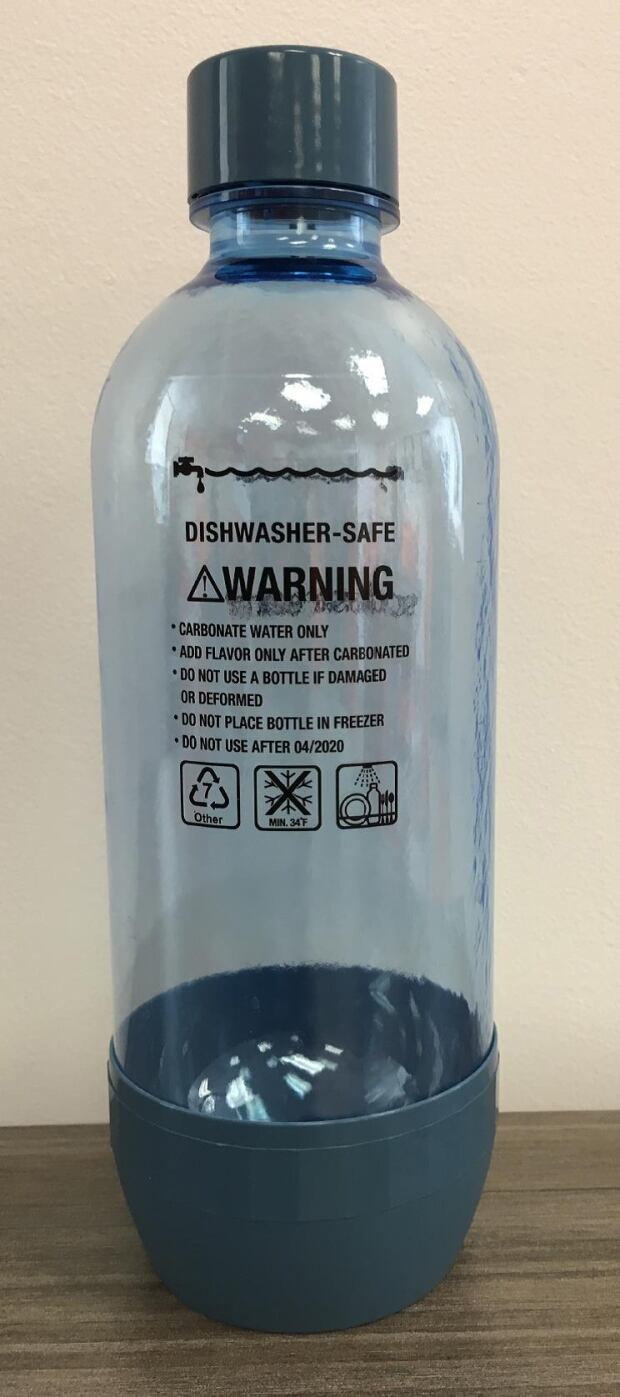 DISHWASHER-SAFE
WARNING
• CARBONATE WATER ONLY
• ADD FLAVOR ONLY AFTER CARBONATED
• DO NOT USE A BOTTLE IF DAMAGED
OR DEFORMED
• DO NOT PLACE BOTTLE IN FREEZER
• DO NOT USE AFTER 04/2020
7
Other
MIN. 34°F